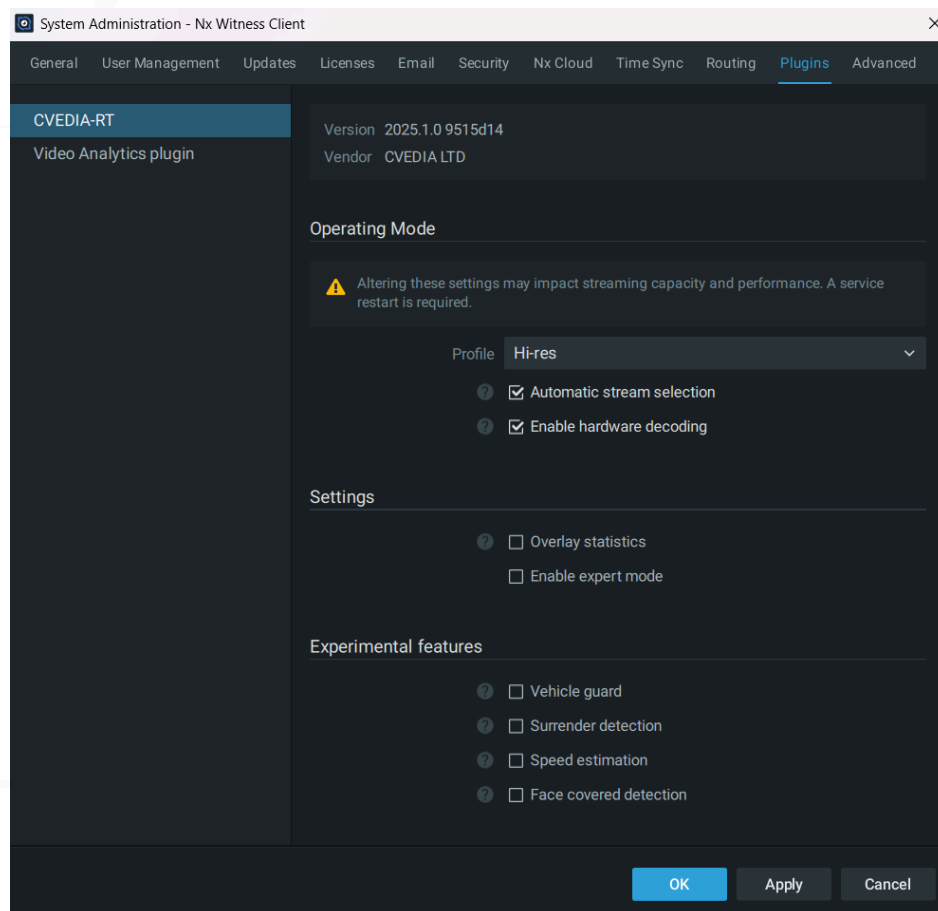 System Administration - Nx Witness Client
General User Management Updates Licenses Email Security Nx Cloud Time Sync Routing Plugins Advanced
CVEDIA-RT
Video Analytics plugin
Version 2025.1.0 9515d14
Vendor CVEDIA LTD
Operating Mode
Altering these settings may impact streaming capacity and performance. A service
restart is required.
Profile Hi-res
? Automatic stream selection
? Enable hardware decoding
Settings
? Overlay statistics
Enable expert mode
Experimental features
? Vehicle guard
? Surrender detection
? Speed estimation
? Face covered detection
OK Apply Cancel